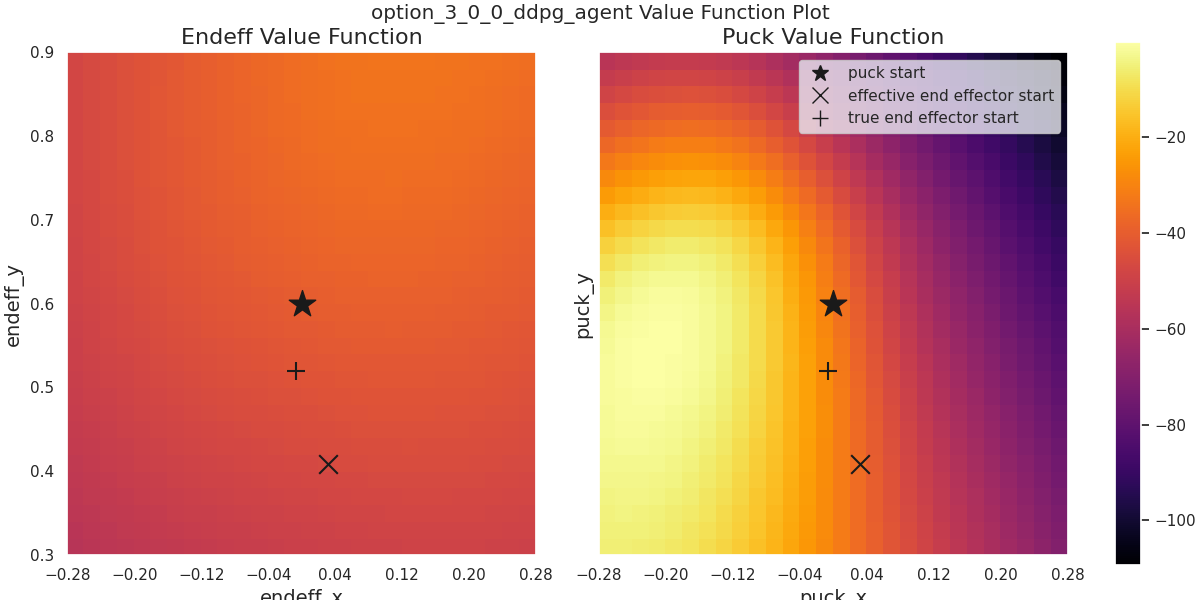 option_3_0_0_ddpg_agent Value Function Plot
Endeff Value Function
Puck Value Function
puck start
effective end effector start
true end effector start
0.9
0.8
0.7
0.6
0.5
0.4
0.3
endeff_y
−0.28 −0.20 −0.12 −0.04 0.04 0.12 0.20 0.28
endeff_x
puck_y
−0.28 −0.20 −0.12 −0.04 0.04 0.12 0.20 0.28
puck_x
−20
−40
−60
−80
−100